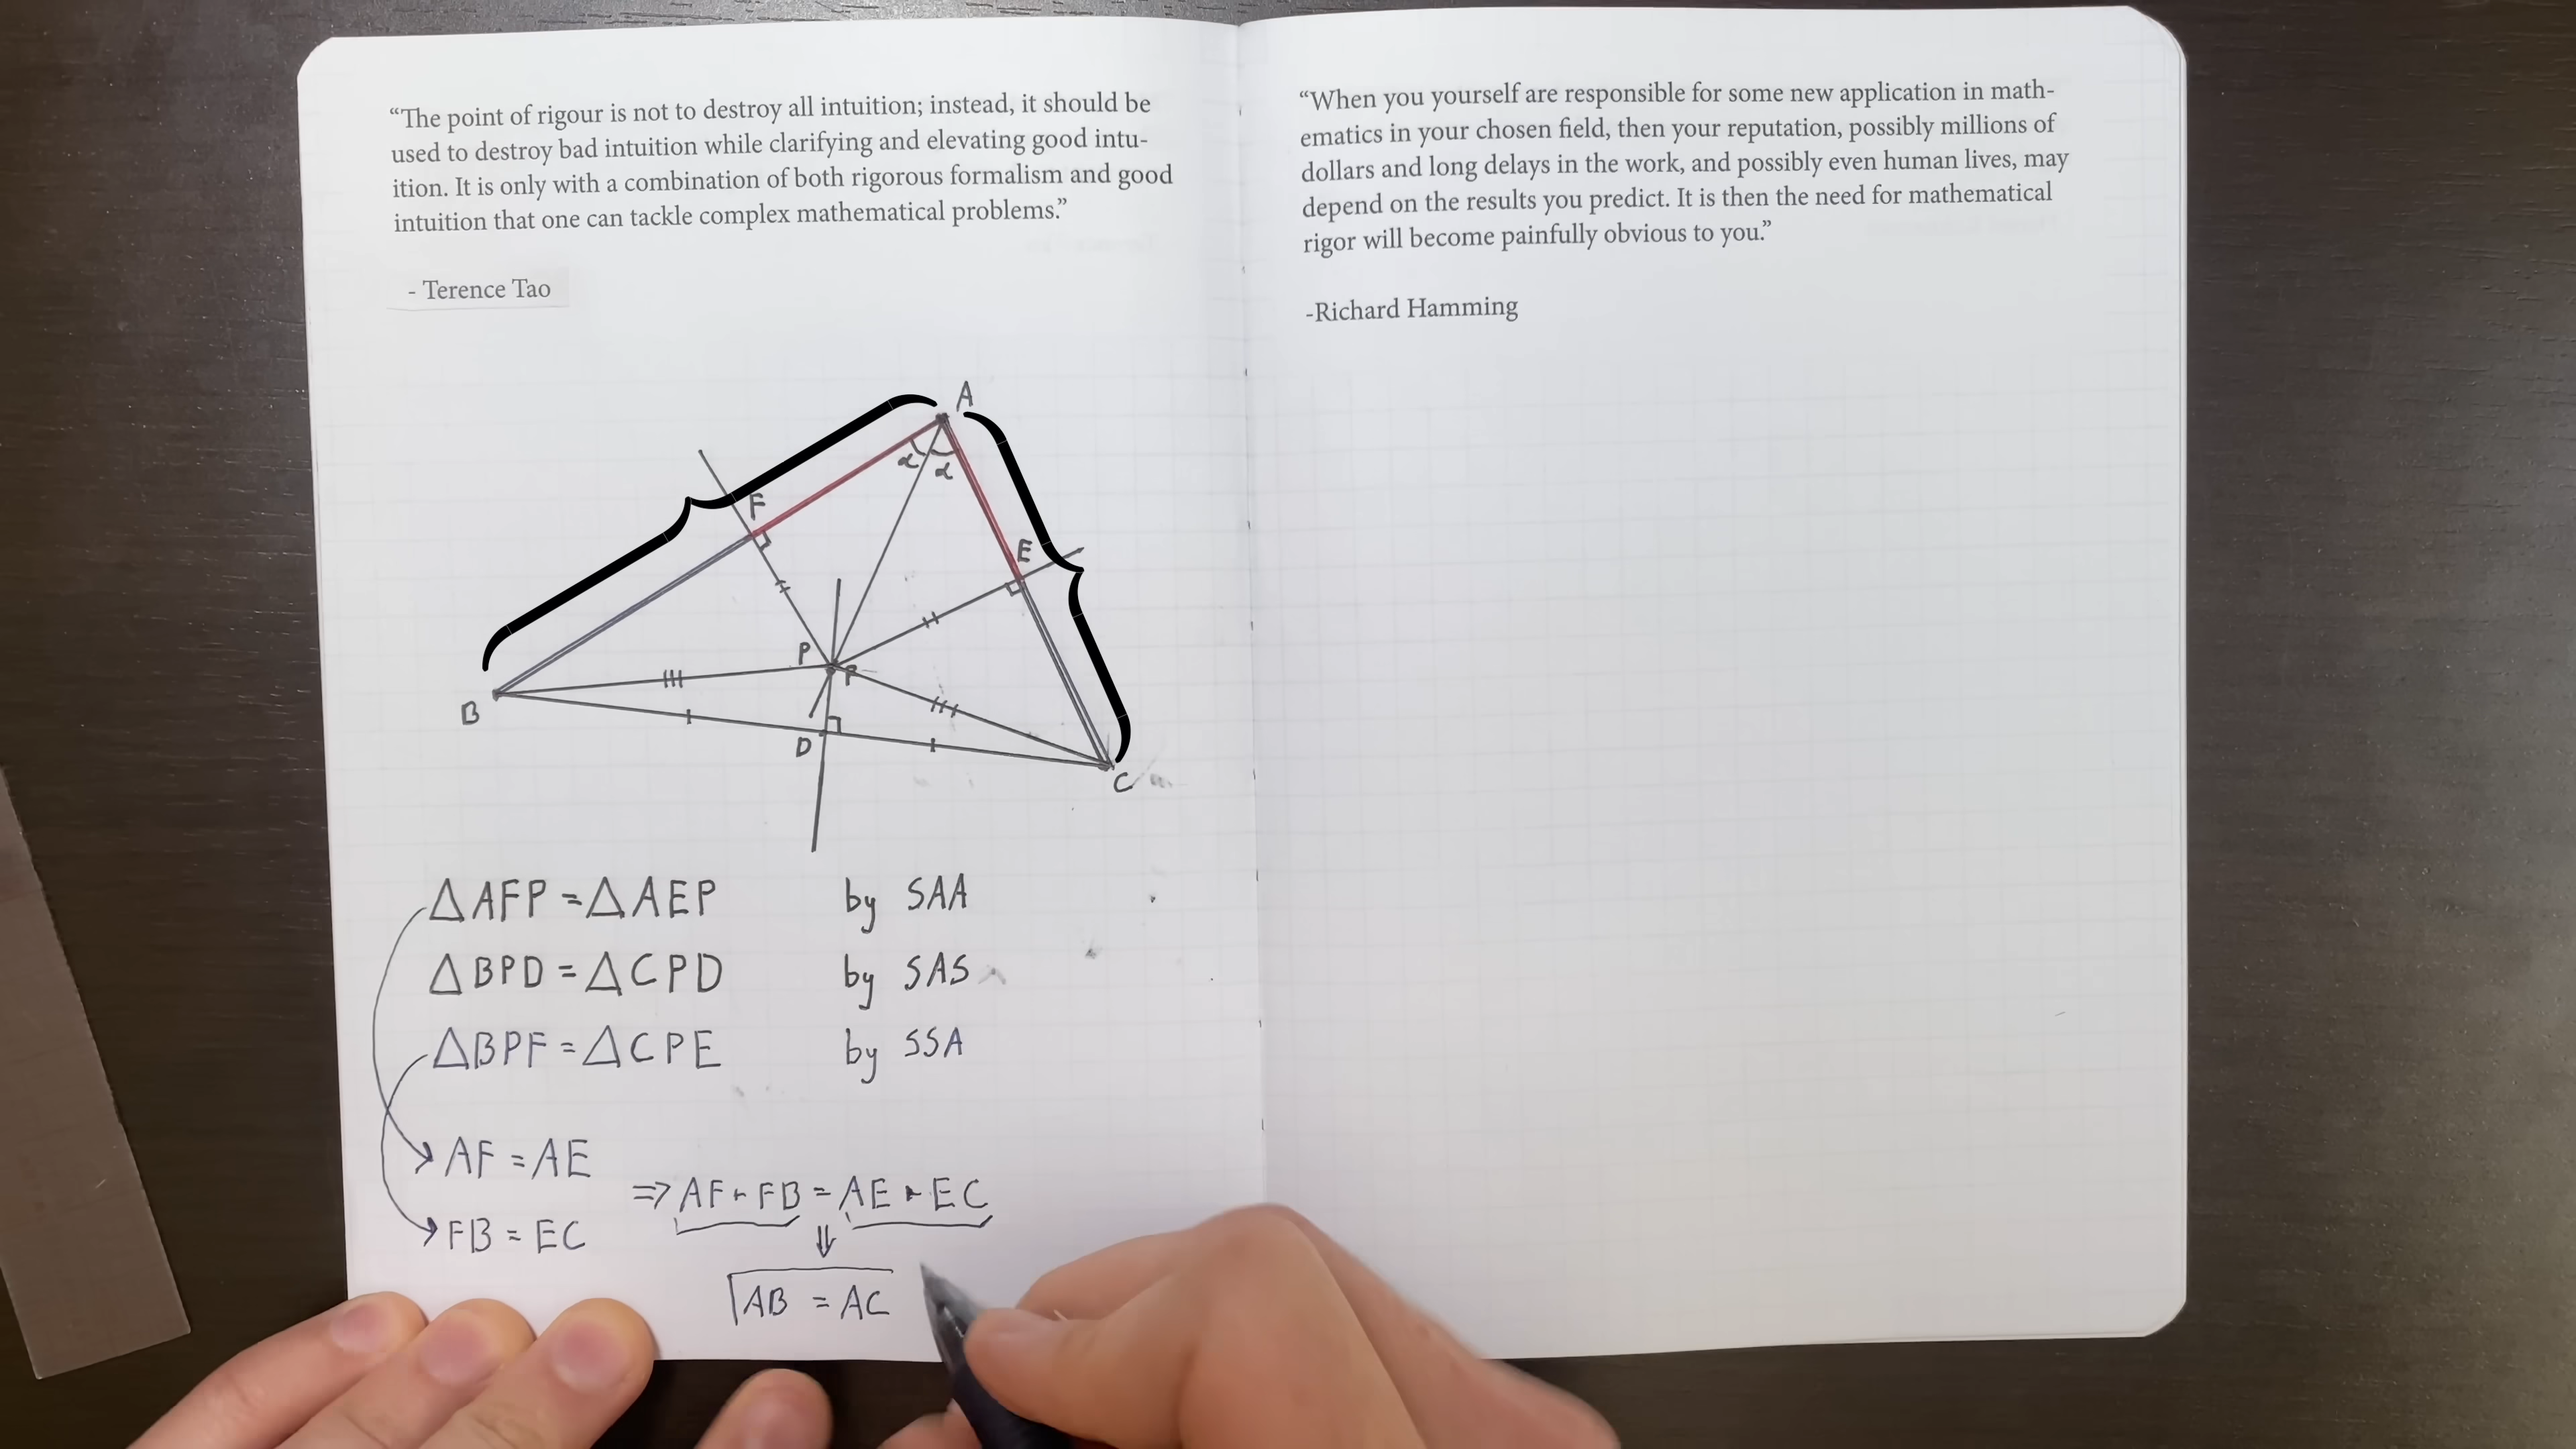 “The point of rigour is not to destroy all intuition; instead, it should be
used to destroy bad intuition while clarifying and elevating good intu-
ition. It is only with a combination of both rigorous formalism and good
intuition that one can tackle complex mathematical problems.”
- Terence Tao
“When you yourself are responsible for some new application in math-
ematics in your chosen field, then your reputation, possibly millions of
dollars and long delays in the work, and possibly even human lives, may
depend on the results you predict. It is then the need for mathematical
rigor will become painfully obvious to you.”
-Richard Hamming
A
α
α
F
E
P
B
D
C
△AFP = △AEP by SAA
△BPD = △CPD by SAS
△BPF = △CPE by SSA
AF = AE
⇒ AF + FB = AE + EC
FB = EC
⇓
AB = AC